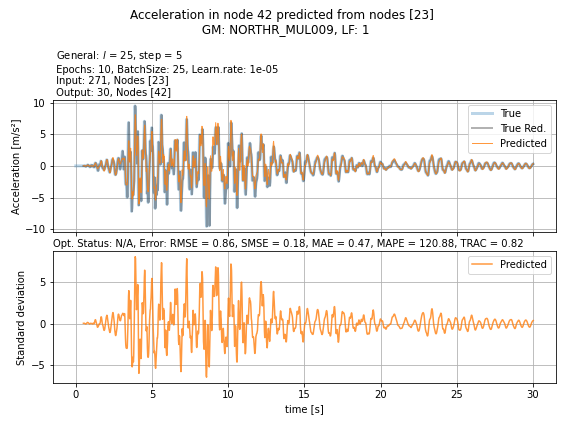 Acceleration in node 42 predicted from nodes [23]
GM: NORTHR_MUL009, LF: 1
General: l = 25, step = 5
Epochs: 10, BatchSize: 25, Learn.rate: 1e-05
Input: 271, Nodes [23]
Output: 30, Nodes [42]
Acceleration [m/s²]
10
5
0
−5
−10
True
True Red.
Predicted
Opt. Status: N/A, Error: RMSE = 0.86, SMSE = 0.18, MAE = 0.47, MAPE = 120.88, TRAC = 0.82
Standard deviation
5
0
−5
Predicted
0 5 10 15 20 25 30
time [s]